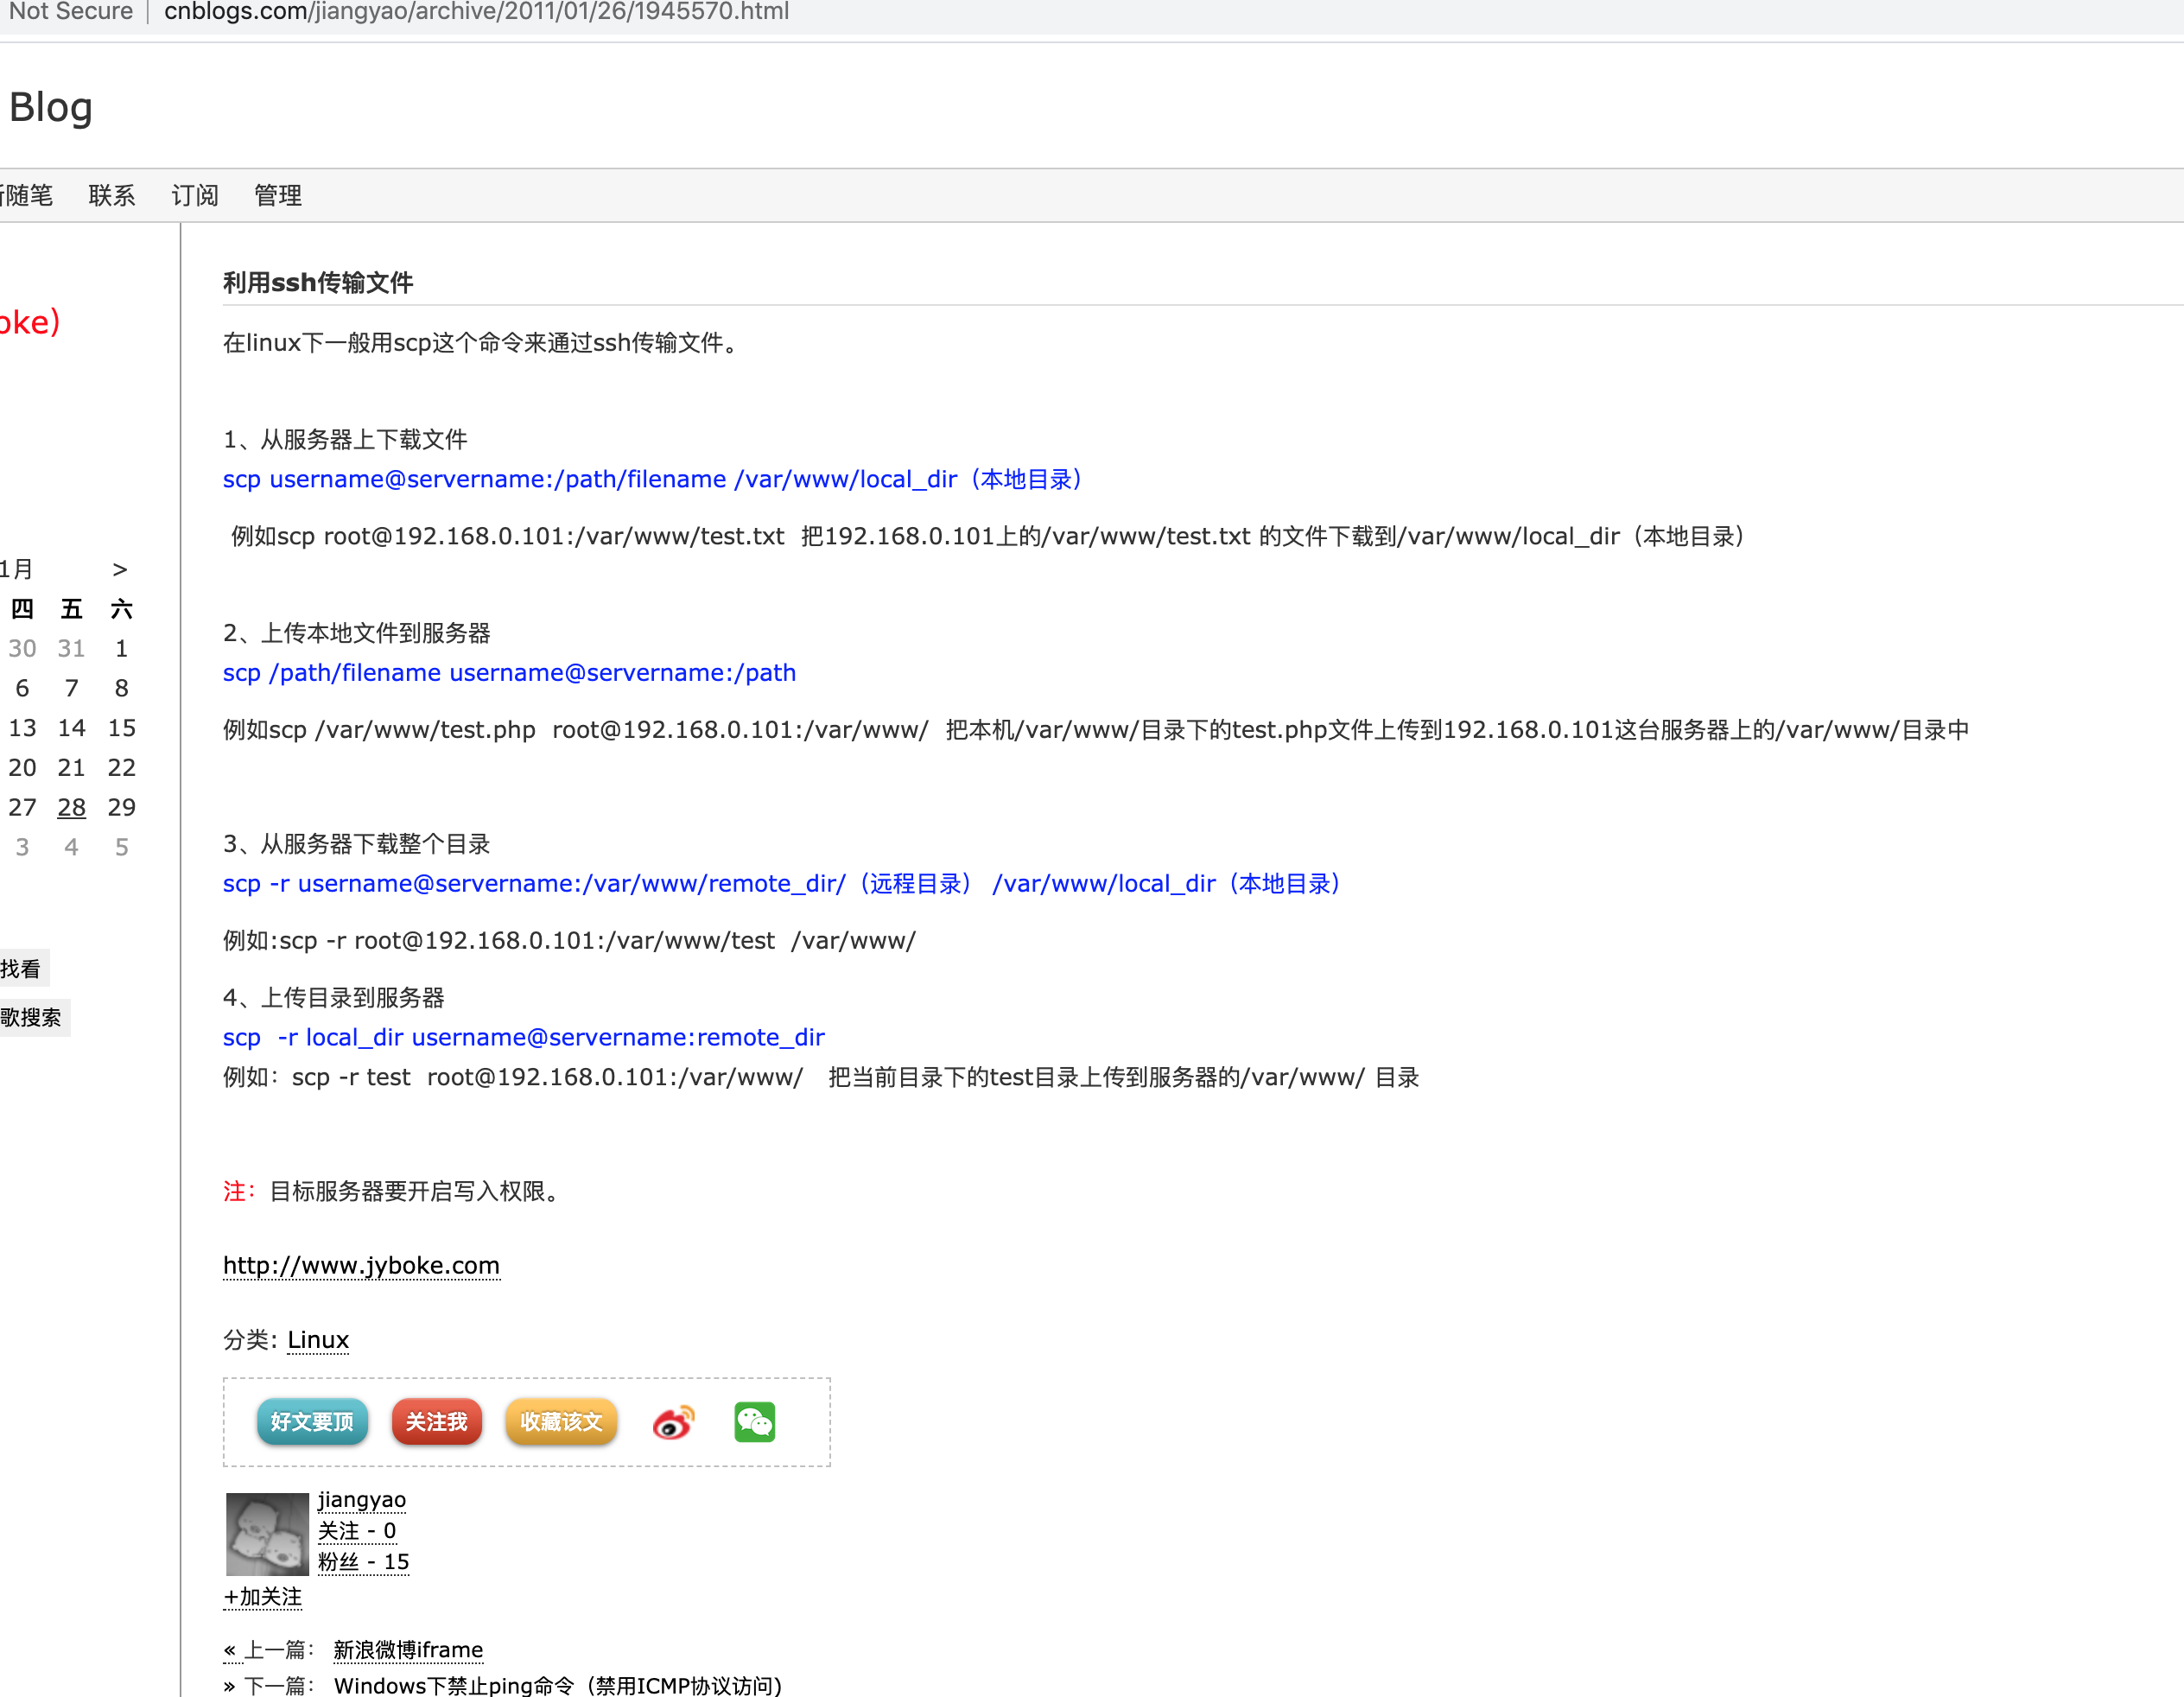 Not Secure | cnblogs.com/jiangyao/archive/2011/01/26/1945570.html
Blog
随笔 联系 订阅 管理
oke)
1月 >
四 五 六
30 31 1
6 7 8
13 14 15
20 21 22
27 28 29
3 4 5
找看
歌搜索
利用ssh传输文件
在linux下一般用scp这个命令来通过ssh传输文件。
1、从服务器上下载文件
scp username@servername:/path/filename /var/www/local_dir（本地目录）
例如scp root@192.168.0.101:/var/www/test.txt  把192.168.0.101上的/var/www/test.txt 的文件下载到/var/www/local_dir（本地目录）
2、上传本地文件到服务器
scp /path/filename username@servername:/path
例如scp /var/www/test.php  root@192.168.0.101:/var/www/  把本机/var/www/目录下的test.php文件上传到192.168.0.101这台服务器上的/var/www/目录中
3、从服务器下载整个目录
scp -r username@servername:/var/www/remote_dir/（远程目录） /var/www/local_dir（本地目录）
例如:scp -r root@192.168.0.101:/var/www/test  /var/www/
4、上传目录到服务器
scp  -r local_dir username@servername:remote_dir
例如：scp -r test  root@192.168.0.101:/var/www/   把当前目录下的test目录上传到服务器的/var/www/ 目录
注：目标服务器要开启写入权限。
http://www.jyboke.com
分类: Linux
好文要顶 关注我 收藏该文
jiangyao
关注 - 0
粉丝 - 15
+加关注
« 上一篇： 新浪微博iframe
» 下一篇： Windows下禁止ping命令（禁用ICMP协议访问)